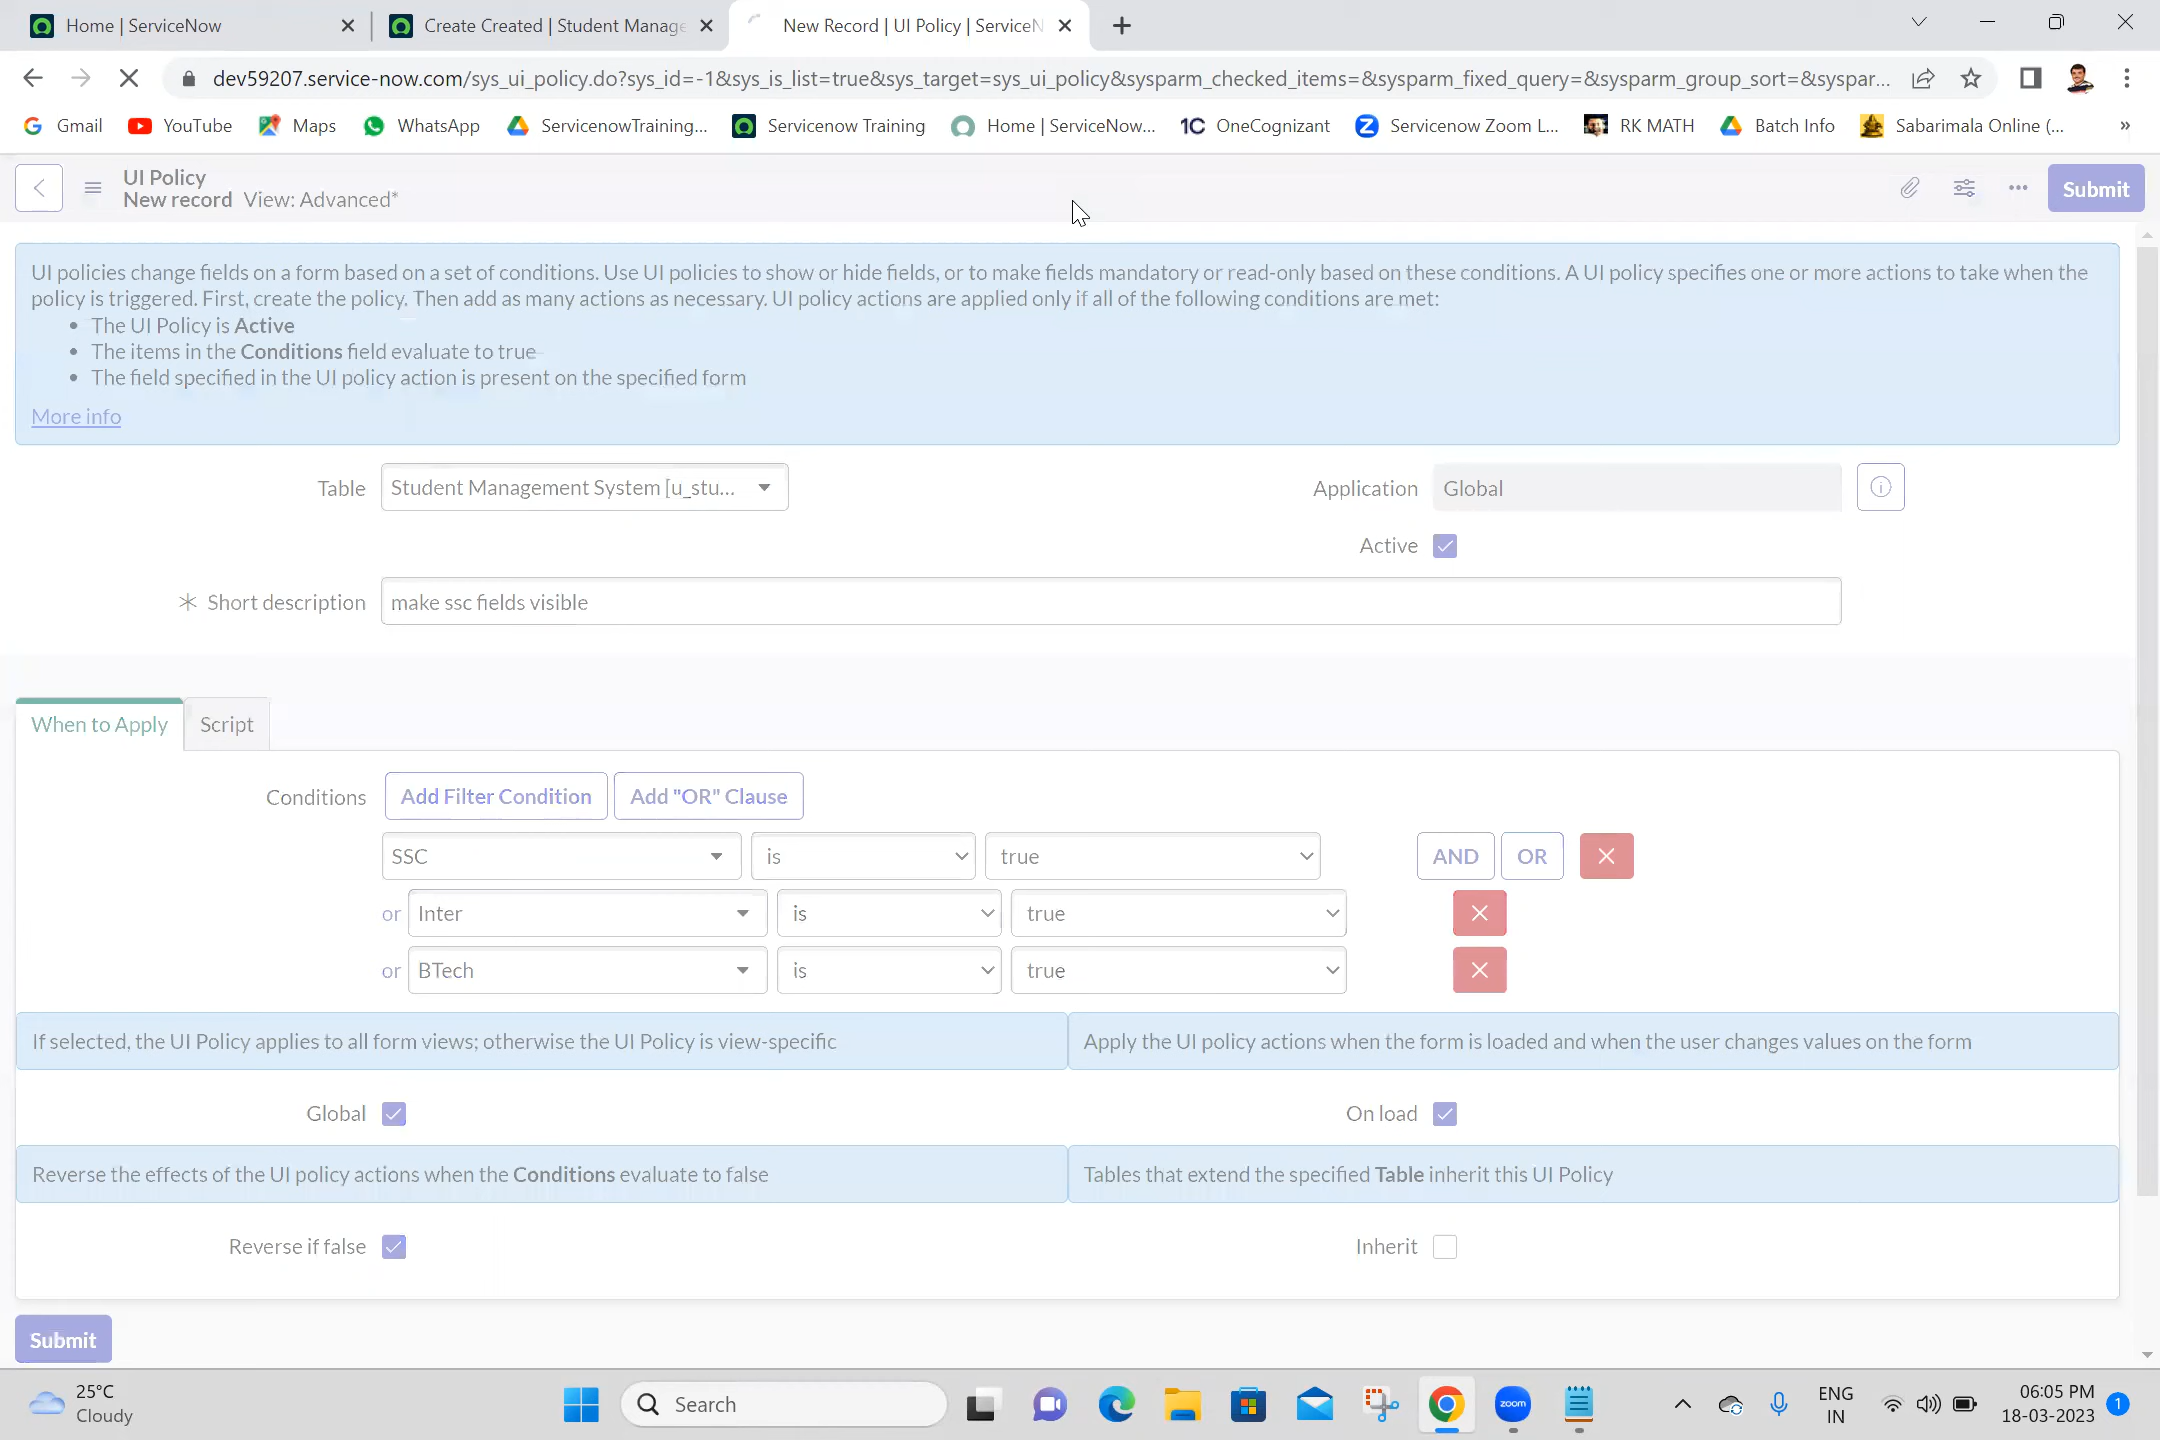 Home | ServiceNow
Create Created | Student Manage
New Record | UI Policy | ServiceN
dev59207.service-now.com/sys_ui_policy.do?sys_id=-1&sys_is_list=true&sys_target=sys_ui_policy&sysparm_checked_items=&sysparm_fixed_query=&sysparm_group_sort=&syspar...
Gmail YouTube Maps WhatsApp ServicenowTraining... Servicenow Training Home | ServiceNow... 1C OneCognizant Servicenow Zoom L... RK MATH Batch Info Sabarimala Online (... »
UI Policy
New record View: Advanced*
Submit
UI policies change fields on a form based on a set of conditions. Use UI policies to show or hide fields, or to make fields mandatory or read-only based on these conditions. A UI policy specifies one or more actions to take when the
policy is triggered. First, create the policy. Then add as many actions as necessary. UI policy actions are applied only if all of the following conditions are met:
• The UI Policy is Active
• The items in the Conditions field evaluate to true
• The field specified in the UI policy action is present on the specified form
More info
Table Student Management System [u_stu...
Application Global
Active
Short description make ssc fields visible
When to Apply Script
Conditions Add Filter Condition Add "OR" Clause
SSC is true AND OR
or Inter is true
or BTech is true
If selected, the UI Policy applies to all form views; otherwise the UI Policy is view-specific
Apply the UI policy actions when the form is loaded and when the user changes values on the form
Global
On load
Reverse the effects of the UI policy actions when the Conditions evaluate to false
Tables that extend the specified Table inherit this UI Policy
Reverse if false
Inherit
Submit
25°C
Cloudy
Search
zoom
ENG
IN
06:05 PM
18-03-2023
1